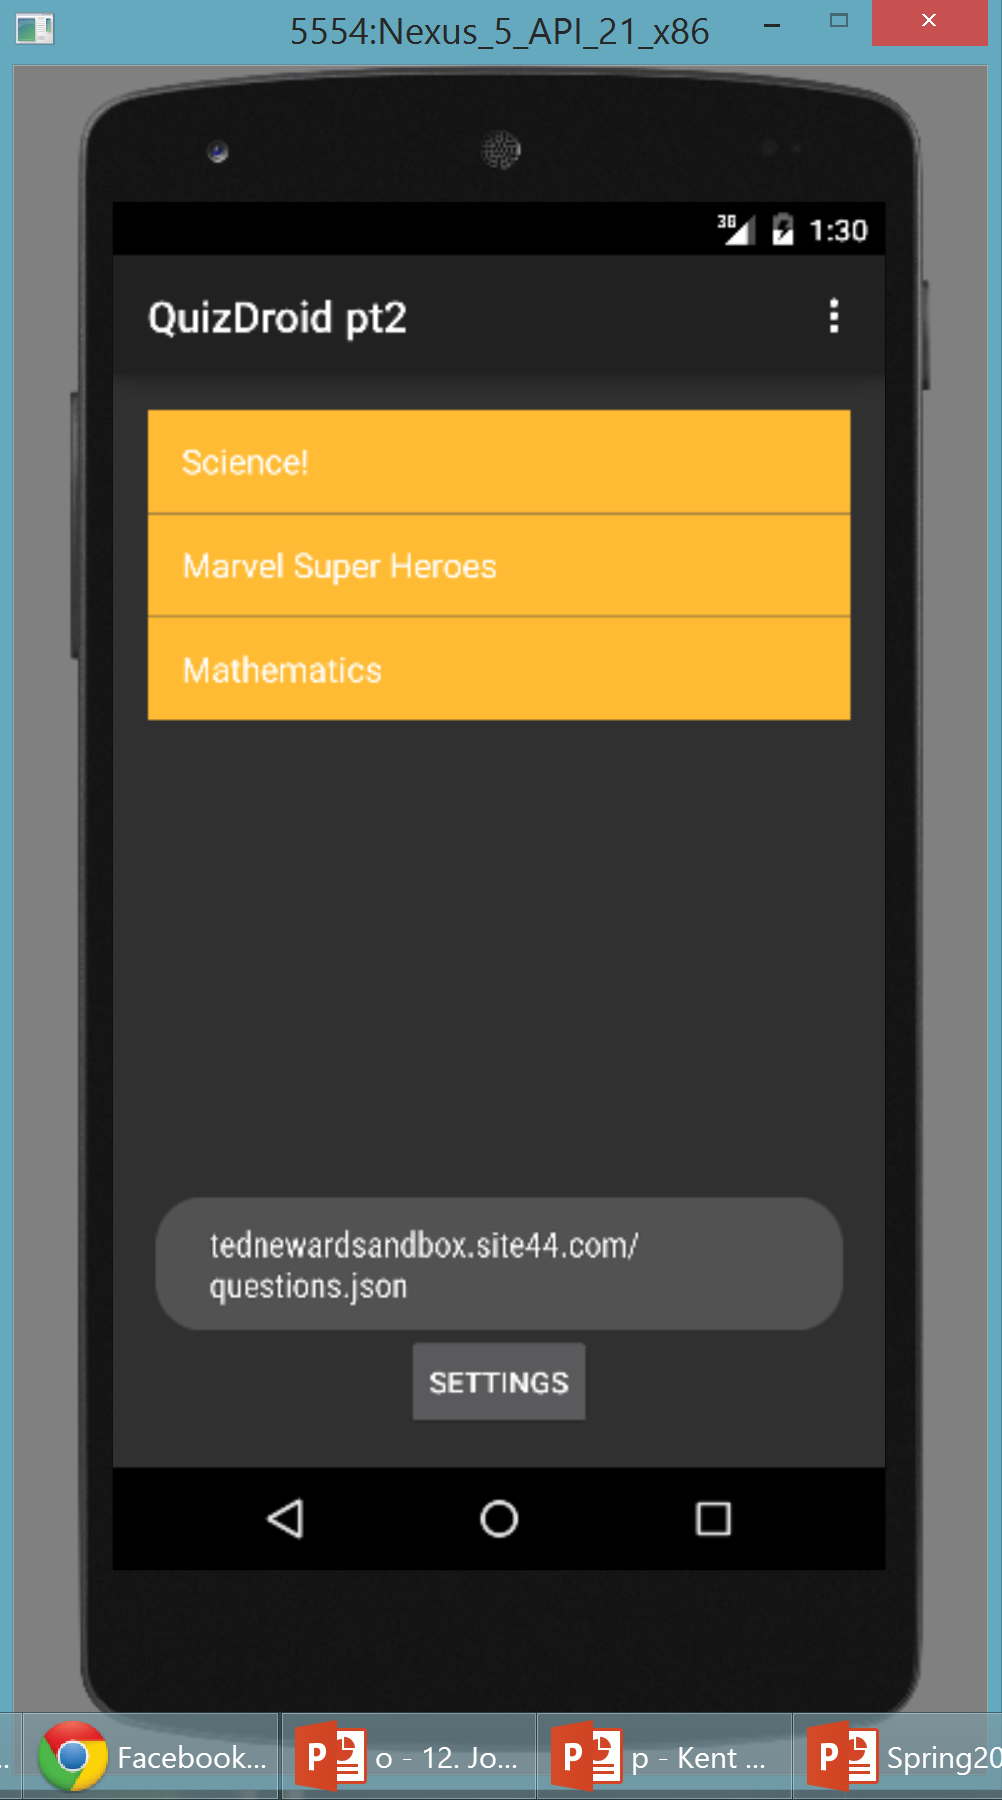 5554:Nexus_5_API_21_x86
3G 1:30
QuizDroid pt2
Science!
Marvel Super Heroes
Mathematics
tednewardsandbox.site44.com/
questions.json
SETTINGS
.. Facebook... o - 12. Jo... p - Kent ... Spring20